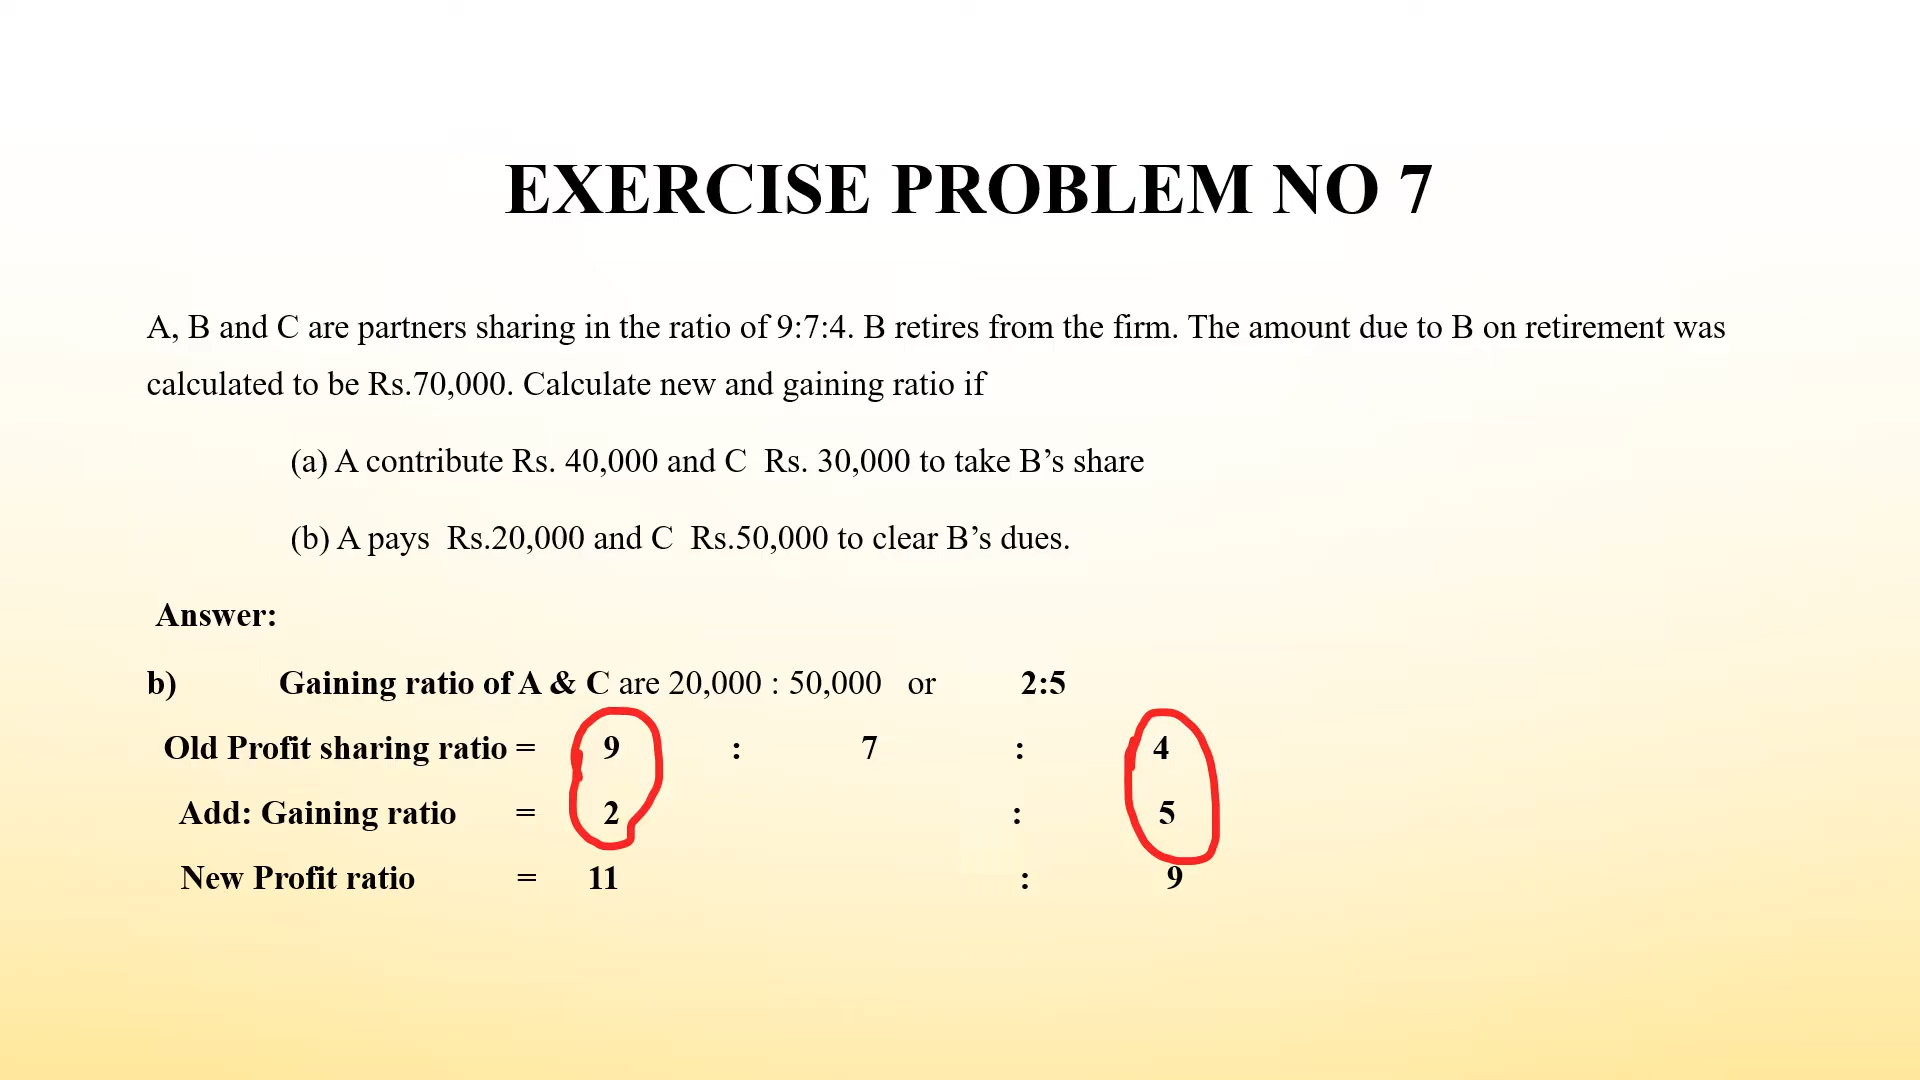 EXERCISE PROBLEM NO 7
A, B and C are partners sharing in the ratio of 9:7:4. B retires from the firm. The amount due to B on retirement was
calculated to be Rs.70,000. Calculate new and gaining ratio if
(a) A contribute Rs. 40,000 and C  Rs. 30,000 to take B’s share
(b) A pays  Rs.20,000 and C  Rs.50,000 to clear B’s dues.
Answer:
b) Gaining ratio of A & C are 20,000 : 50,000 or 2:5
Old Profit sharing ratio = 9 : 7 : 4
Add: Gaining ratio = 2 : 5
New Profit ratio = 11 : 9